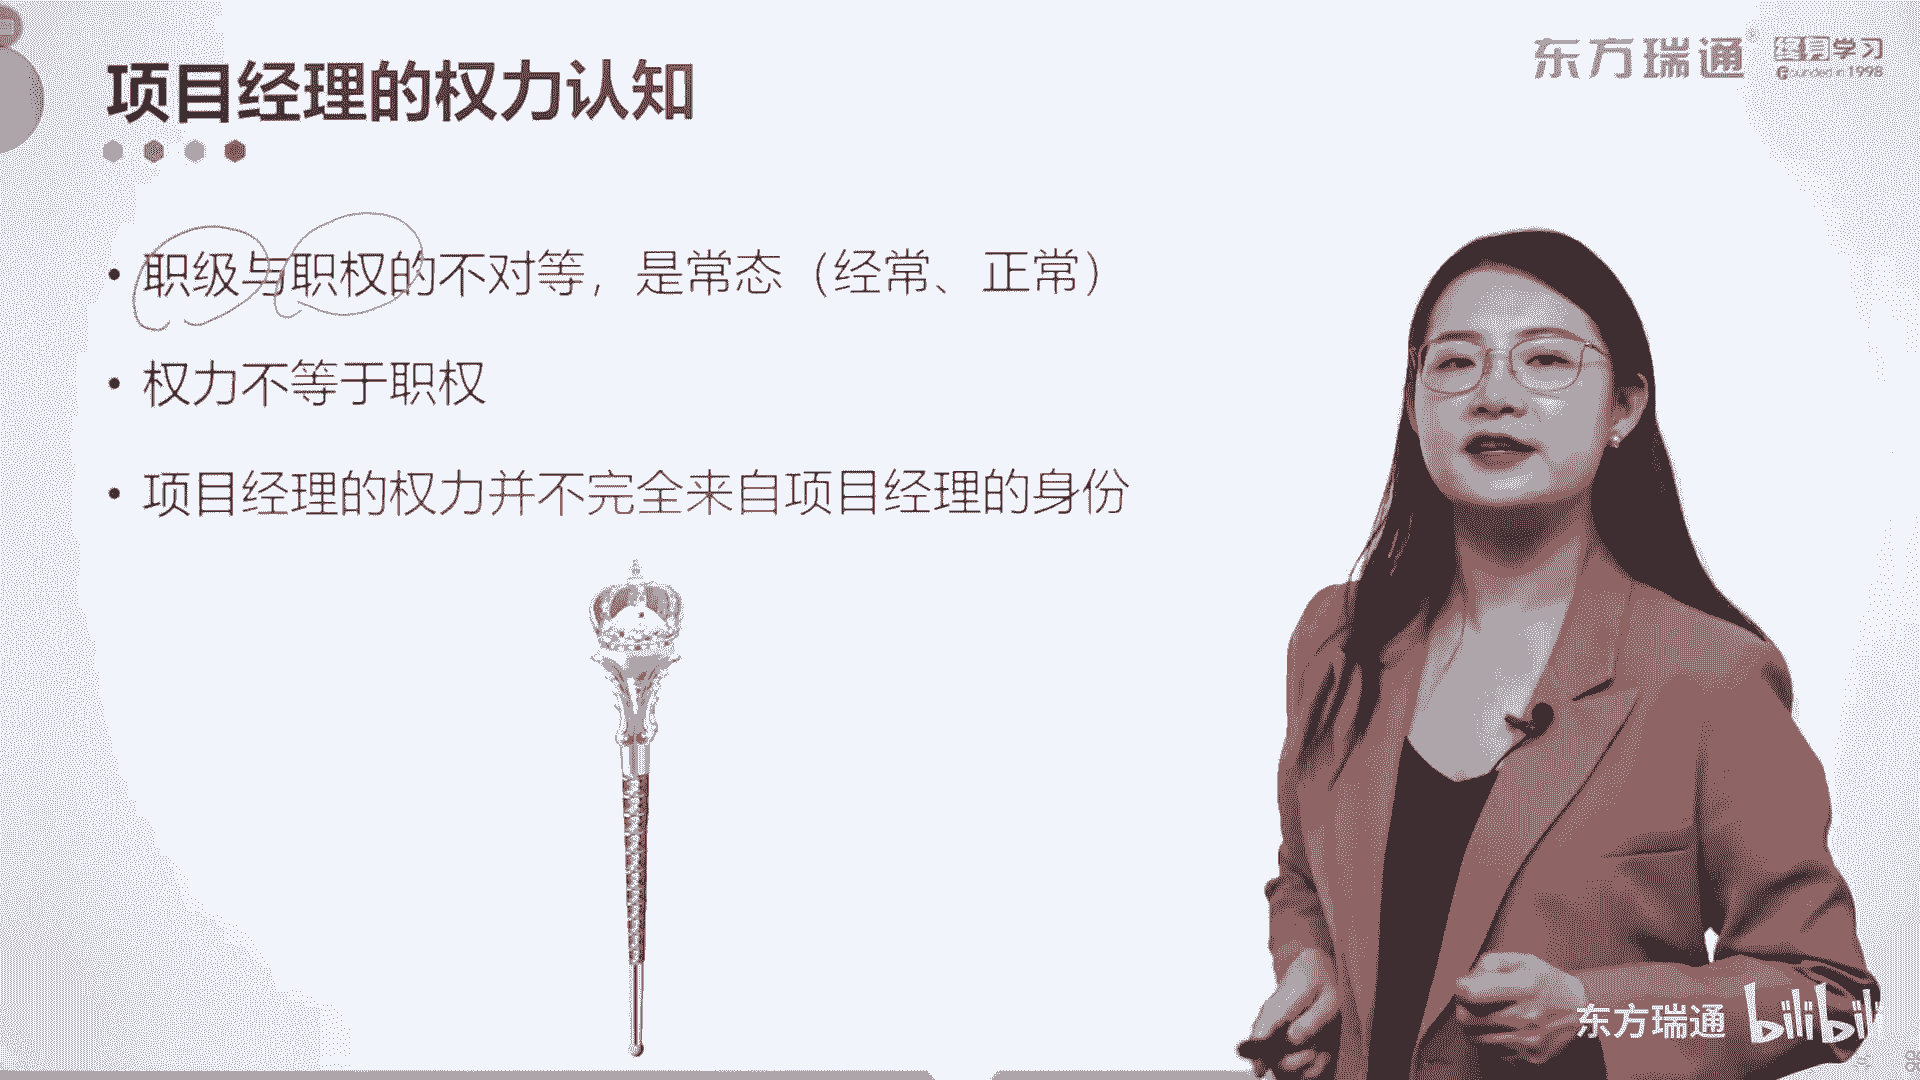 东方瑞通®
终身学习
Founded in 1998
项目经理的权力认知
• 职级与职权的不对等，是常态（经常、正常）
• 权力不等于职权
• 项目经理的权力并不完全来自项目经理的身份
东方瑞通 bilibili